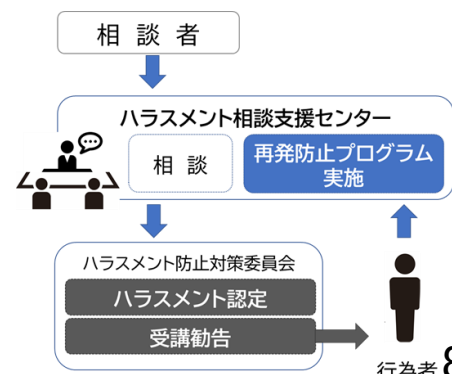 相談者
ハラスメント相談支援センター
相談
再発防止プログラム
実施
ハラスメント防止対策委員会
ハラスメント認定
受講勧告
行為者
8